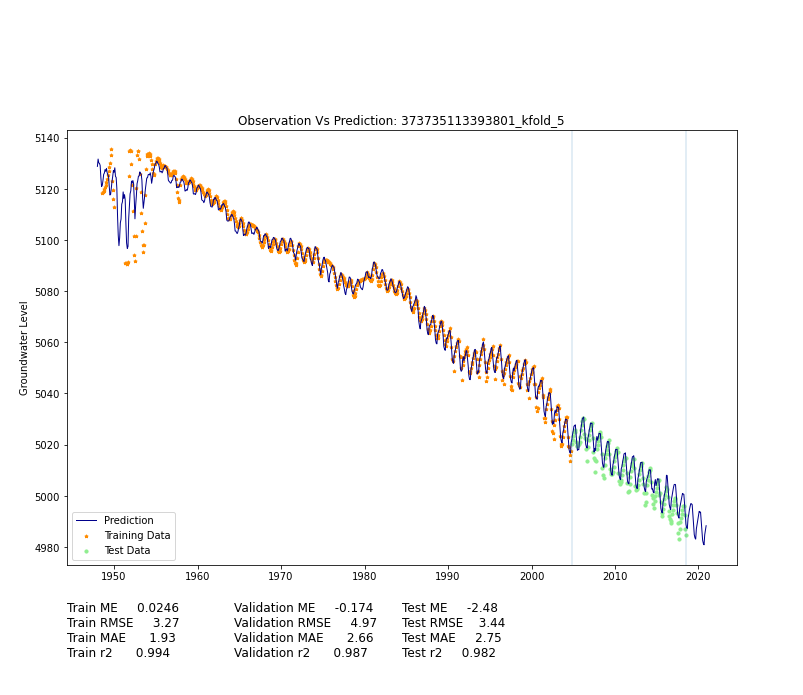 Observation Vs Prediction: 373735113393801_kfold_5
5140
5120
5100
5080
5060
5040
5020
5000
4980
Groundwater Level
Prediction
Training Data
Test Data
1950 1960 1970 1980 1990 2000 2010 2020
Train ME 0.0246 Validation ME -0.174 Test ME -2.48
Train RMSE 3.27 Validation RMSE 4.97 Test RMSE 3.44
Train MAE 1.93 Validation MAE 2.66 Test MAE 2.75
Train r2 0.994 Validation r2 0.987 Test r2 0.982